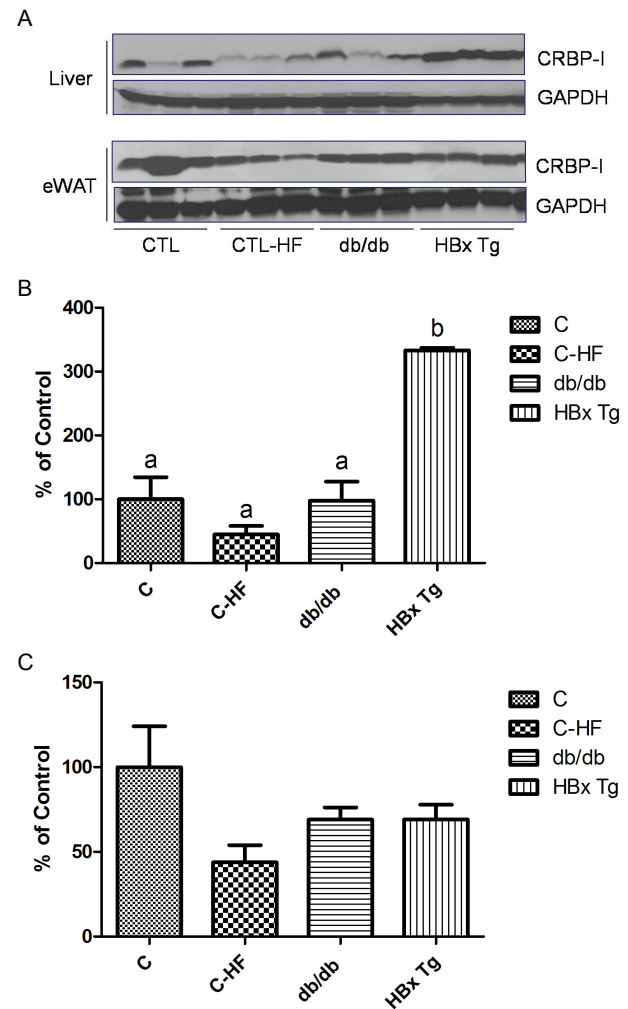 A
Liver
CRBP-I
GAPDH
eWAT
CRBP-I
GAPDH
CTL CTL-HF db/db HBx Tg
B
% of Control
400
300
200
100
0
a
a
a
b
C
C-HF
db/db
HBx Tg
C
C-HF
db/db
HBx Tg
C
% of Control
150
100
50
0
C
C-HF
db/db
HBx Tg
C
C-HF
db/db
HBx Tg